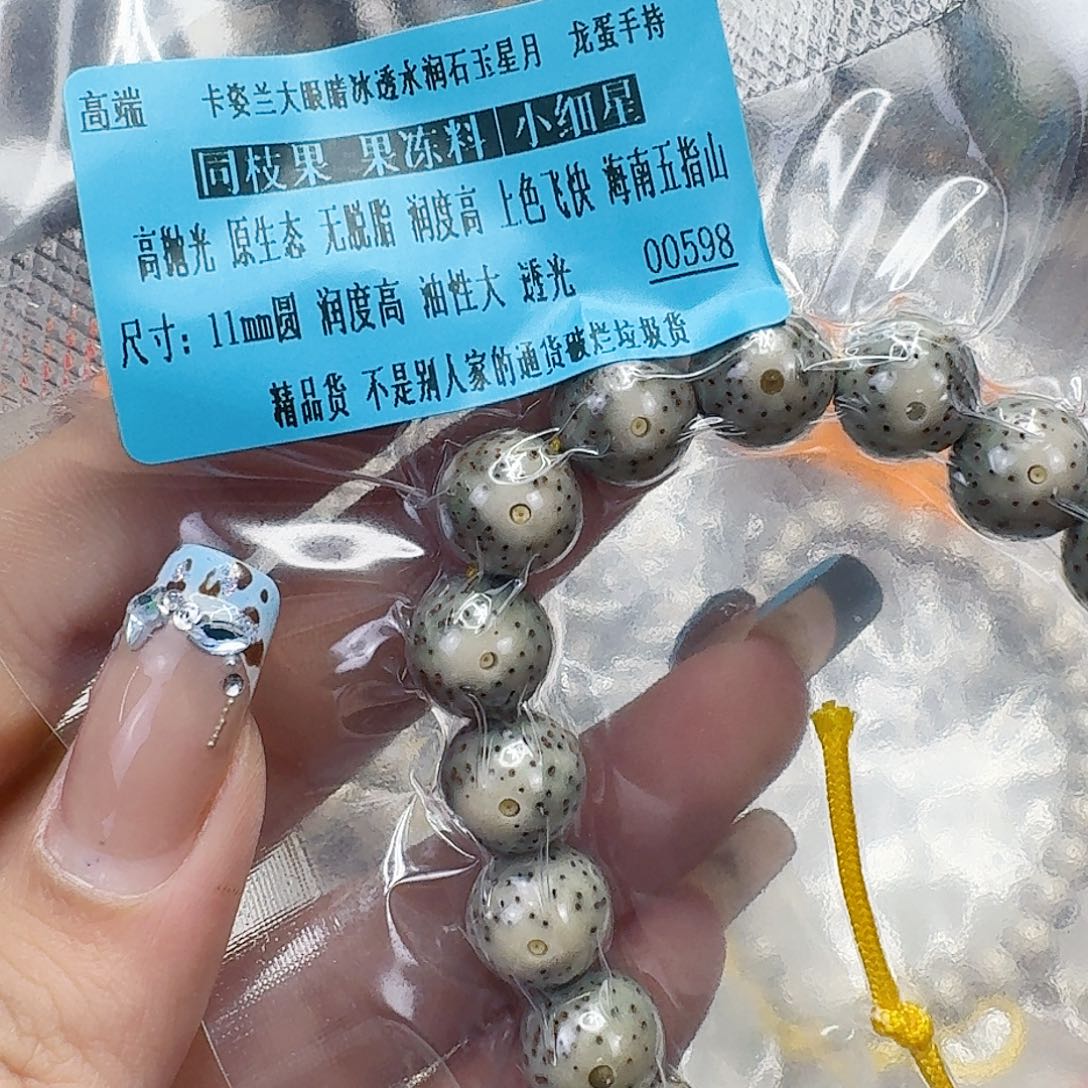 高端 卡姿兰大眼睛冰透水润石玉星月 龙蛋手持
同枝果 果冻料|小细星
高抛光 原生态 无脱脂 润度高 上色飞快 海南五指山
尺寸: 11mm圆 润度高 油性大 透光 00598
精品货 不是别人家的通货破烂垃圾货